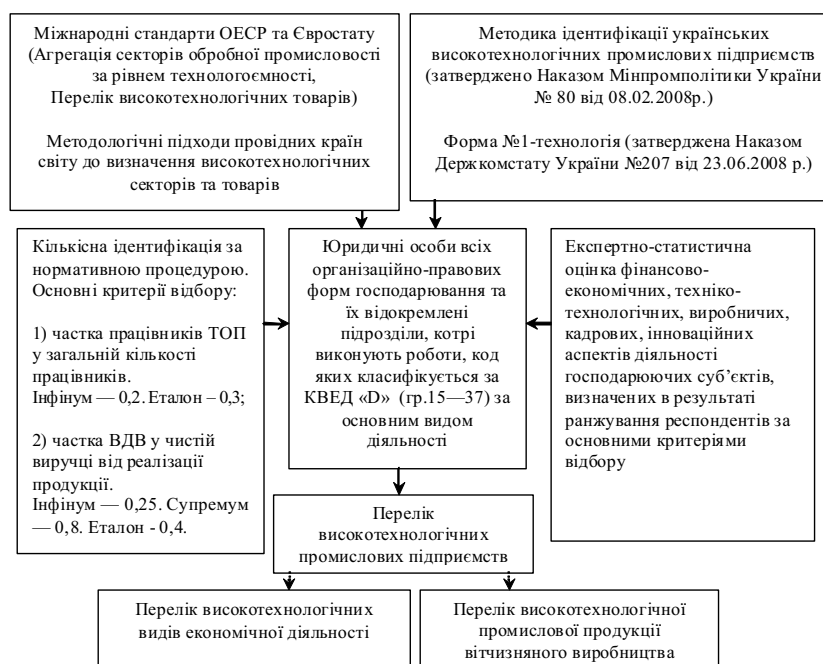 Міжнародні стандарти ОЕСР та Євростату
(Агрегація секторів обробної промисловості
за рівнем технологоємності,
Перелік високотехнологічних товарів)
Методологічні підходи провідних країн
світу до визначення високотехнологічних
секторів та товарів
Методика ідентифікації українських
високотехнологічних промислових підприємств
(затверджено Наказом Мінпромполітики України
№ 80 від 08.02.2008р.)
Форма №1-технологія (затверджена Наказом
Держкомстату України №207 від 23.06.2008 р.)
Кількісна ідентифікація за
нормативною процедурою.
Основні критерії відбору:
1) частка працівників ТОП
у загальній кількості
працівників.
Інфінум — 0,2. Еталон – 0,3;
2) частка ВДВ у чистій
виручці від реалізації
продукції.
Інфінум — 0,25. Супремум
— 0,8. Еталон - 0,4.
Юридичні особи всіх
організаційно-правових
форм господарювання та
їх відокремлені
підрозділи, котрі
виконують роботи, код
яких класифікується за
КВЕД «D» (гр.15—37) за
основним видом
діяльності
Експертно-статистична
оцінка фінансово-
економічних, техніко-
технологічних, виробничих,
кадрових, інноваційних
аспектів діяльності
господарюючих суб’єктів,
визначених в результаті
ранжування респондентів за
основними критеріями
відбору
Перелік
високотехнологічних
промислових підприємств
Перелік високотехнологічних
видів економічної діяльності
Перелік високотехнологічної
промислової продукції
вітчизняного виробництва